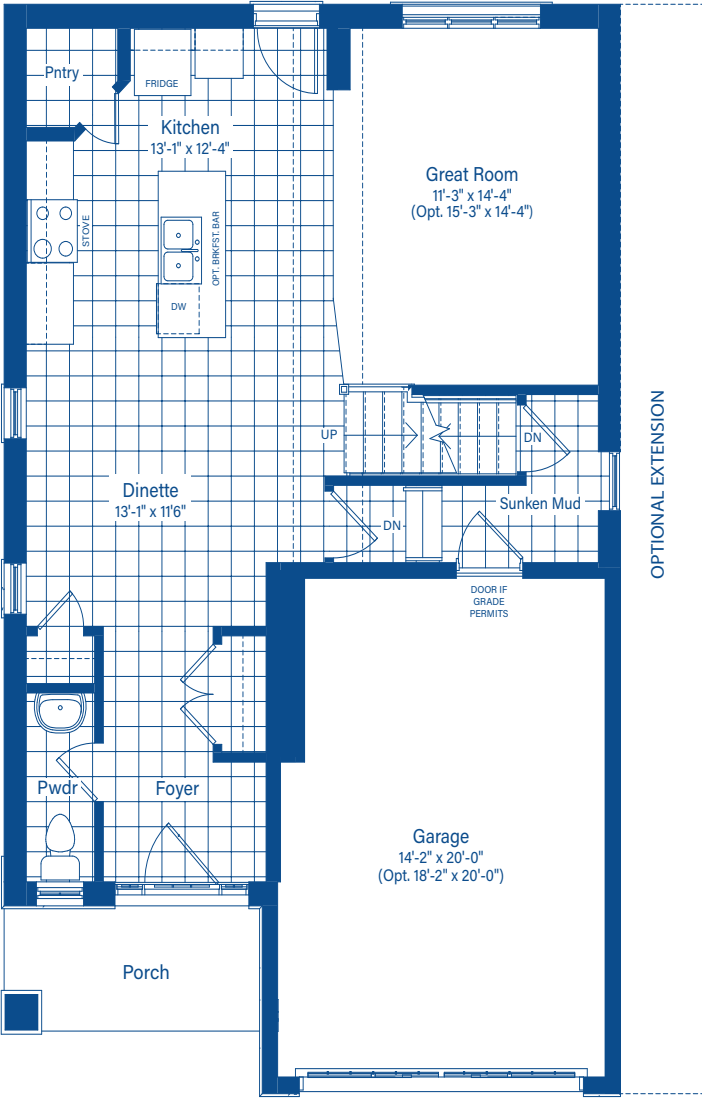 Pntry
FRIDGE
Kitchen
13'-1" x 12'-4"
Great Room
11'-3" x 14'-4"
(Opt. 15'-3" x 14'-4")
STOVE
OPT. BRKFST. BAR
DW
UP
DN
OPTIONAL EXTENSION
Dinette
13'-1" x 11'6"
Sunken Mud
DN
DOOR IF
GRADE
PERMITS
Pwdr
Foyer
Garage
14'-2" x 20'-0"
(Opt. 18'-2" x 20'-0")
Porch